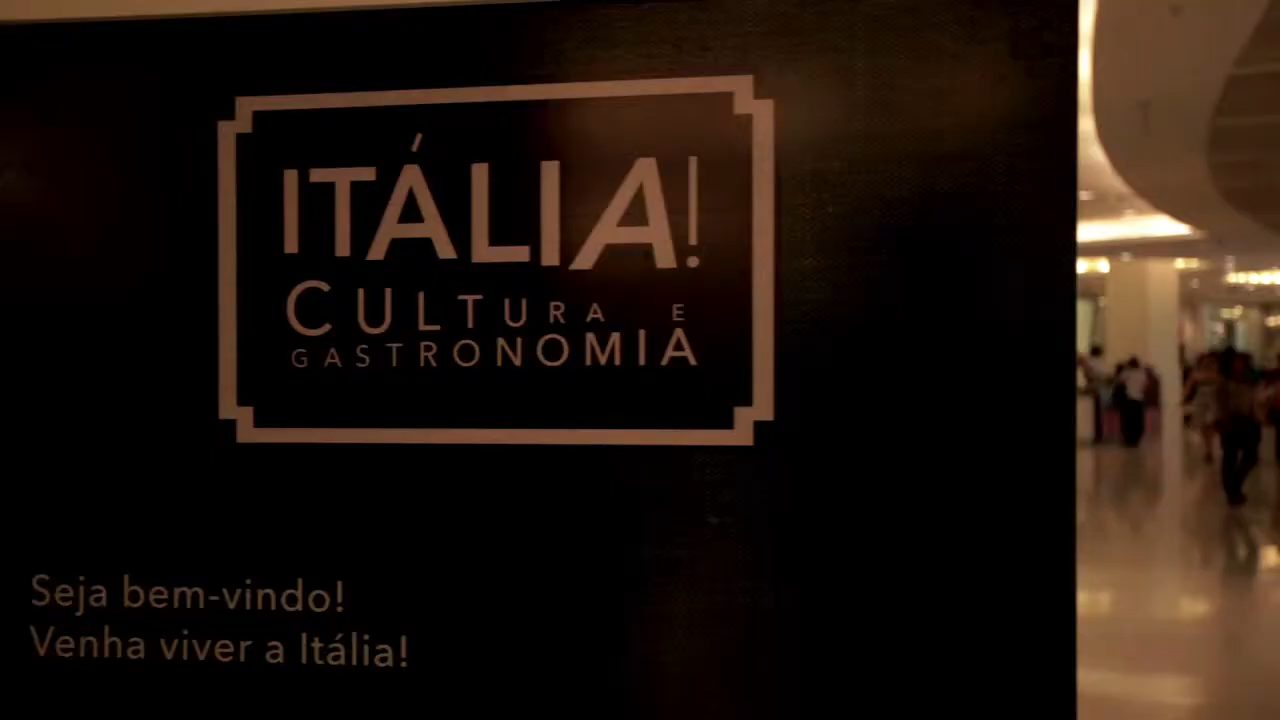 ITÁLIA!
CULTURA E
GASTRONOMIA
Seja bem-vindo!
Venha viver a Itália!